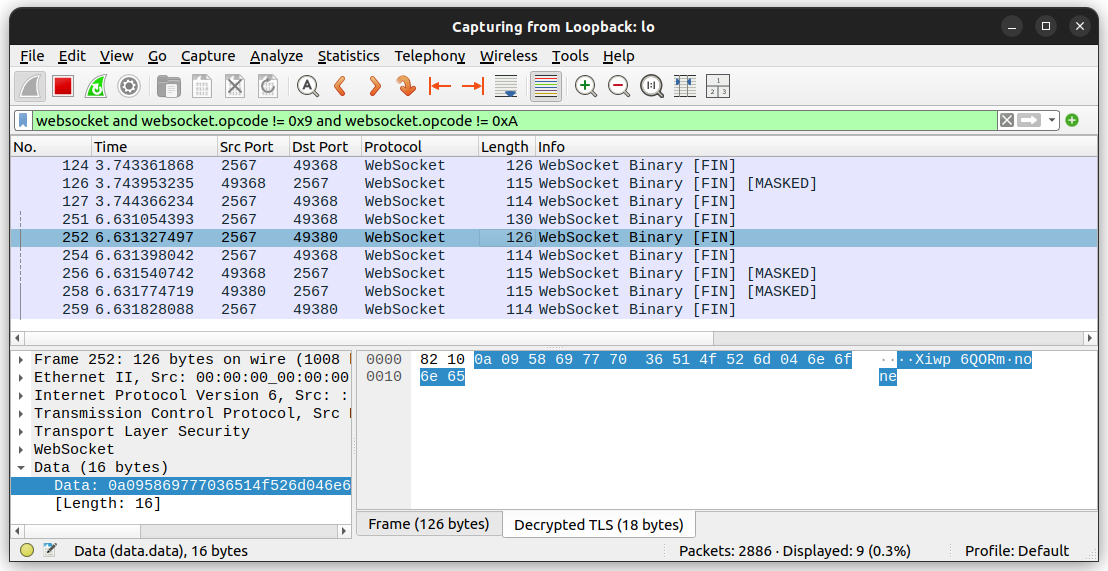 Capturing from Loopback: lo
File Edit View Go Capture Analyze Statistics Telephony Wireless Tools Help
websocket and websocket.opcode != 0x9 and websocket.opcode != 0xA
No. Time Src Port Dst Port Protocol Length Info
124 3.743361868 2567 49368 WebSocket 126 WebSocket Binary [FIN]
126 3.743953235 49368 2567 WebSocket 115 WebSocket Binary [FIN] [MASKED]
127 3.744366234 2567 49368 WebSocket 114 WebSocket Binary [FIN]
251 6.631054393 2567 49368 WebSocket 130 WebSocket Binary [FIN]
252 6.631327497 2567 49380 WebSocket 126 WebSocket Binary [FIN]
254 6.631398042 2567 49368 WebSocket 114 WebSocket Binary [FIN]
256 6.631540742 49368 2567 WebSocket 115 WebSocket Binary [FIN] [MASKED]
258 6.631774719 49380 2567 WebSocket 115 WebSocket Binary [FIN] [MASKED]
259 6.631828088 2567 49380 WebSocket 114 WebSocket Binary [FIN]
Frame 252: 126 bytes on wire (1008
Ethernet II, Src: 00:00:00_00:00:00
Internet Protocol Version 6, Src: :
Transmission Control Protocol, Src
Transport Layer Security
WebSocket
Data (16 bytes)
Data: 0a095869777036514f526d046e6
[Length: 16]
0000 82 10 0a 09 58 69 77 70 36 51 4f 52 6d 04 6e 6f ····Xiwp 6QORm·no
0010 6e 65 ne
Frame (126 bytes) Decrypted TLS (18 bytes)
Data (data.data), 16 bytes Packets: 2886 · Displayed: 9 (0.3%) Profile: Default